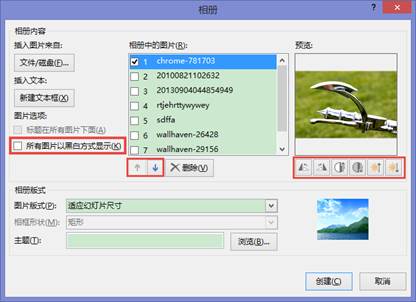 相册
相册内容
插入图片来自:
文件/磁盘(F)...
插入文本:
新建文本框(X)
图片选项:
标题在所有图片下面(A)
所有图片以黑白方式显示(K)
相册中的图片(R):
1 chrome-781703
2 20100821102632
3 20130904044854949
4 rtjehrttywywey
5 sdffa
6 wallhaven-26428
7 wallhaven-29156
删除(V)
预览:
相册版式
图片版式(P):
适应幻灯片尺寸
相框形状(M):
矩形
主题(T):
浏览(B)...
创建(C)
取消